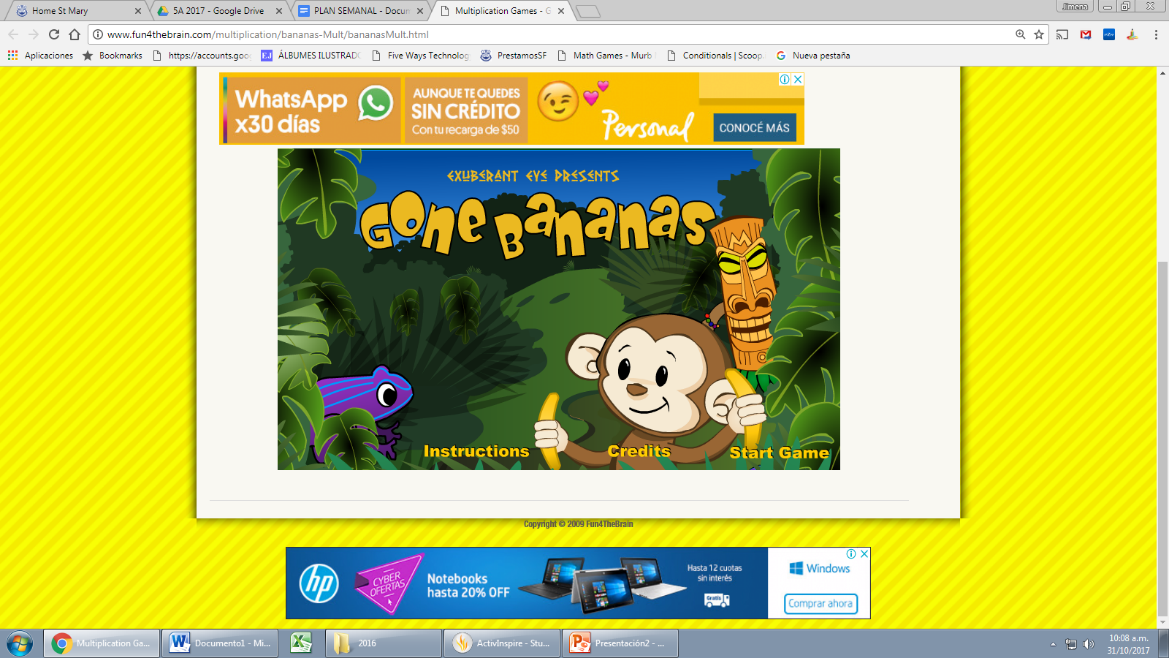 Home St Mary
5A 2017 - Google Drive
PLAN SEMANAL - Docum
Multiplication Games - G
Jimena
www.fun4thebrain.com/multiplication/bananas-Mult/bananasMult.html
Aplicaciones
Bookmarks
https://accounts.goo
ÁLBUMES ILUSTRADO
Five Ways Technolog
PrestamosSF
Math Games - Murb
Conditionals | Scoop.
Nueva pestaña
WhatsApp
x30 días
AUNQUE TE QUEDES
SIN CRÉDITO
Con tu recarga de $50
Personal
CONOCÉ MÁS
EXUBERANT EYE PRESENTS
GONE BANANAS
Instructions
Credits
Start Game
Copyright © 2009 Fun4TheBrain
hp
CYBER
OFERTAS
Notebooks
hasta 20% OFF
Hasta 12 cuotas
sin interés
Gratis
Windows
Comprar ahora
Multiplication Ga...
Documento1 - Mi...
2016
ActivInspire - Stu...
Presentación2 - ...
10:08 a.m.
31/10/2017